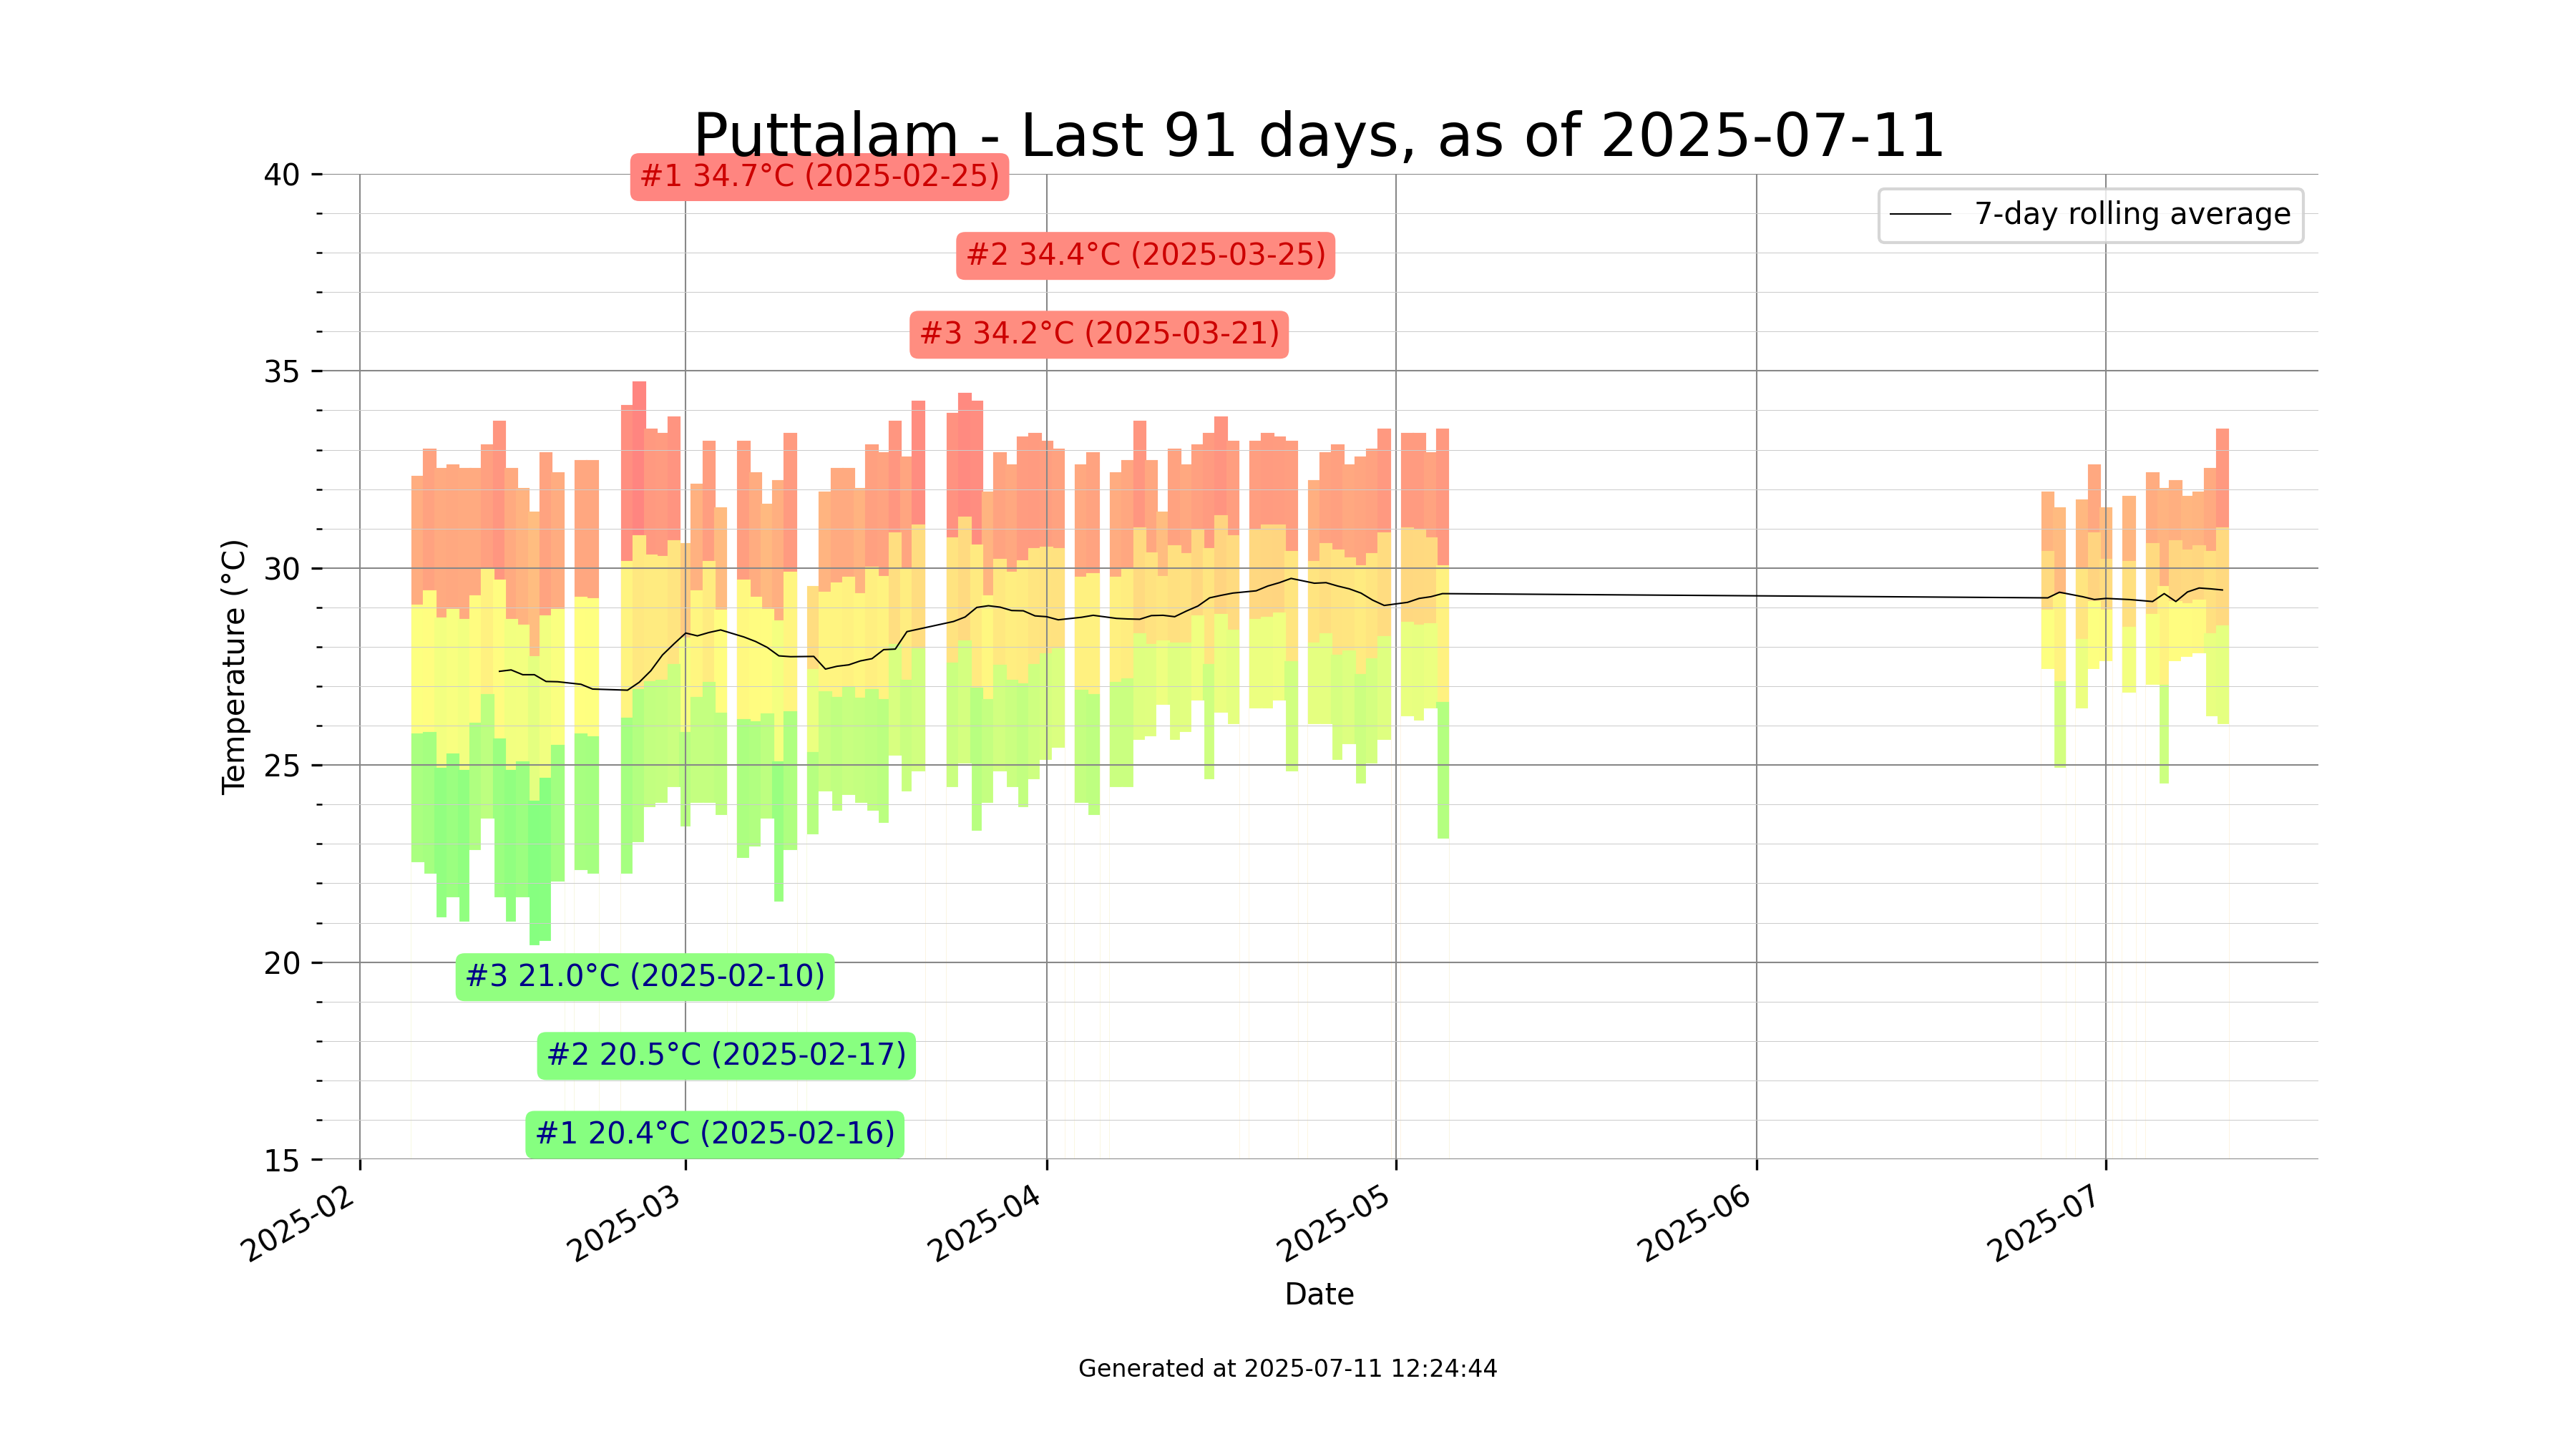 Puttalam - Last 91 days, as of 2025-07-11
#1 34.7°C (2025-02-25)
#2 34.4°C (2025-03-25)
#3 34.2°C (2025-03-21)
7-day rolling average
40
35
30
25
20
15
Temperature (°C)
#3 21.0°C (2025-02-10)
#2 20.5°C (2025-02-17)
#1 20.4°C (2025-02-16)
2025-02
2025-03
2025-04
2025-05
2025-06
2025-07
Date
Generated at 2025-07-11 12:24:44